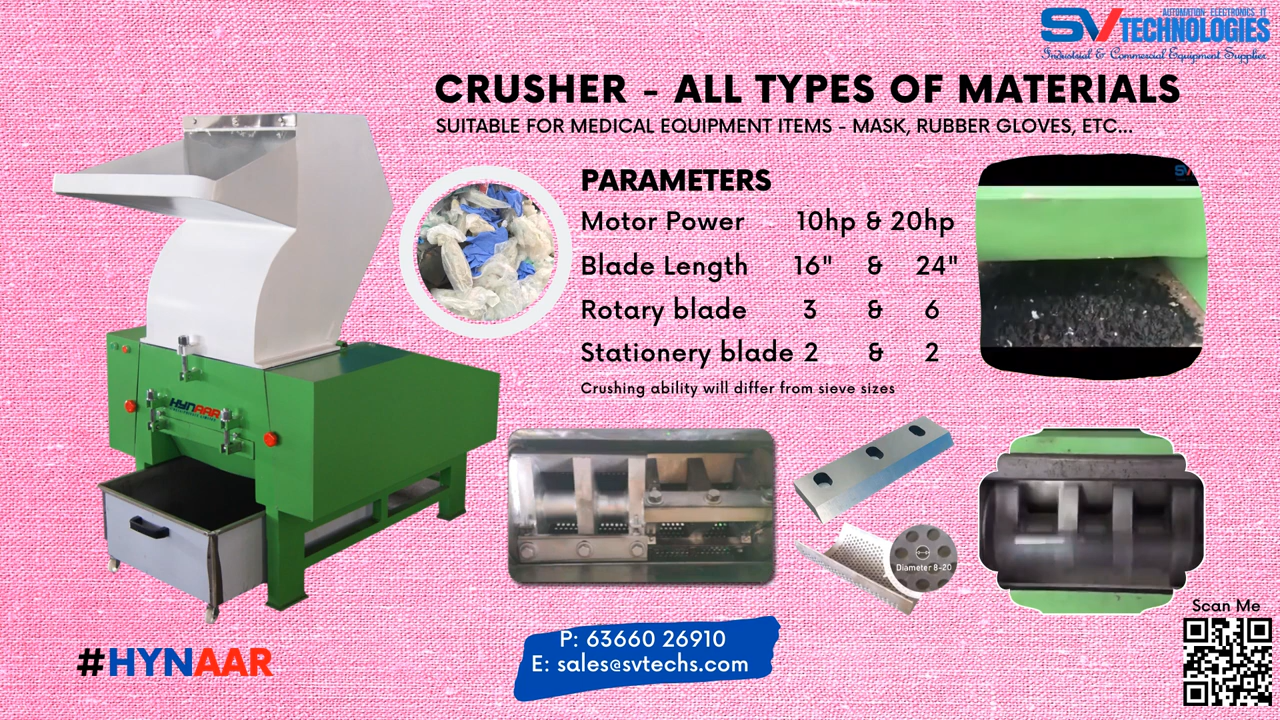 SV TECHNOLOGIES
AUTOMATION, ELECTRONICS, IT
Industrial & Commercial Equipment Supplier
CRUSHER - ALL TYPES OF MATERIALS
SUITABLE FOR MEDICAL EQUIPMENT ITEMS - MASK, RUBBER GLOVES, ETC...
PARAMETERS
Motor Power 10hp & 20hp
Blade Length 16" & 24"
Rotary blade 3 & 6
Stationery blade 2 & 2
Crushing ability will differ from sieve sizes
SV
HYNAAR
Diameter 8-20
Scan Me
P: 63660 26910
E: sales@svtechs.com
#HYNAAR